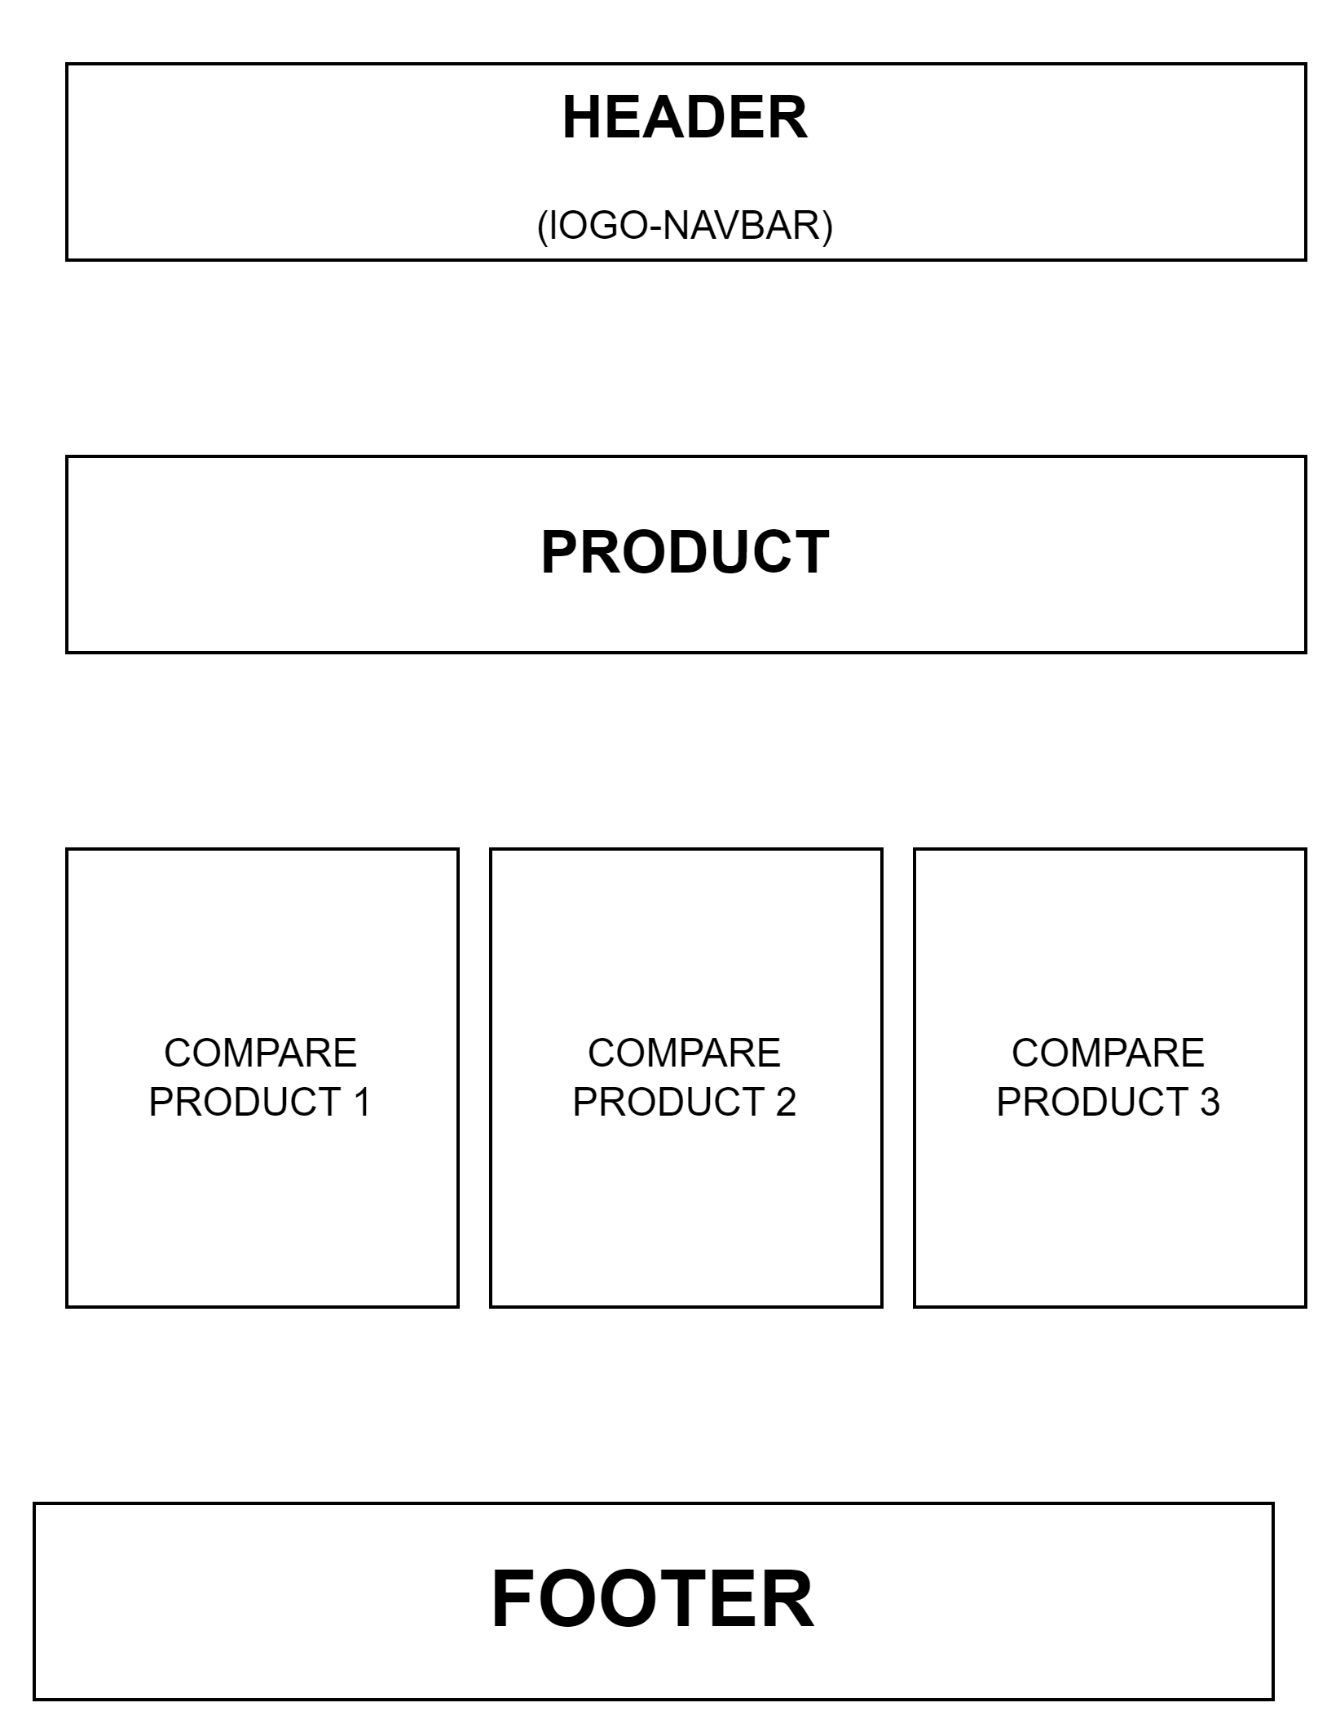 HEADER
(lOGO-NAVBAR)
PRODUCT
COMPARE
PRODUCT 1
COMPARE
PRODUCT 2
COMPARE
PRODUCT 3
FOOTER